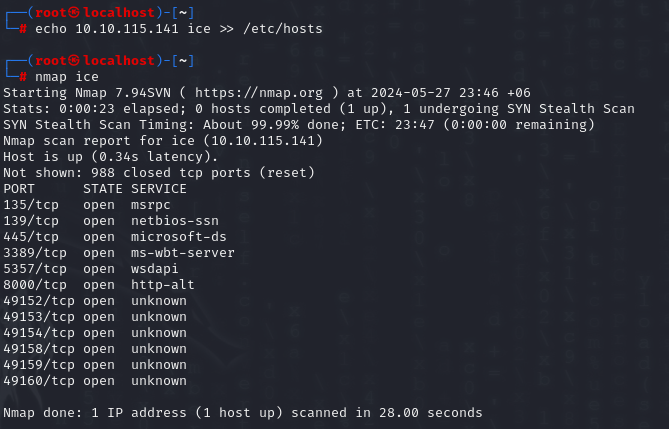 ┌──(root㉿localhost)-[~]
└─# echo 10.10.115.141 ice >> /etc/hosts
┌──(root㉿localhost)-[~]
└─# nmap ice
Starting Nmap 7.94SVN ( https://nmap.org ) at 2024-05-27 23:46 +06
Stats: 0:00:23 elapsed; 0 hosts completed (1 up), 1 undergoing SYN Stealth Scan
SYN Stealth Scan Timing: About 99.99% done; ETC: 23:47 (0:00:00 remaining)
Nmap scan report for ice (10.10.115.141)
Host is up (0.34s latency).
Not shown: 988 closed tcp ports (reset)
PORT      STATE SERVICE
135/tcp   open  msrpc
139/tcp   open  netbios-ssn
445/tcp   open  microsoft-ds
3389/tcp  open  ms-wbt-server
5357/tcp  open  wsdapi
8000/tcp  open  http-alt
49152/tcp open  unknown
49153/tcp open  unknown
49154/tcp open  unknown
49158/tcp open  unknown
49159/tcp open  unknown
49160/tcp open  unknown
Nmap done: 1 IP address (1 host up) scanned in 28.00 seconds